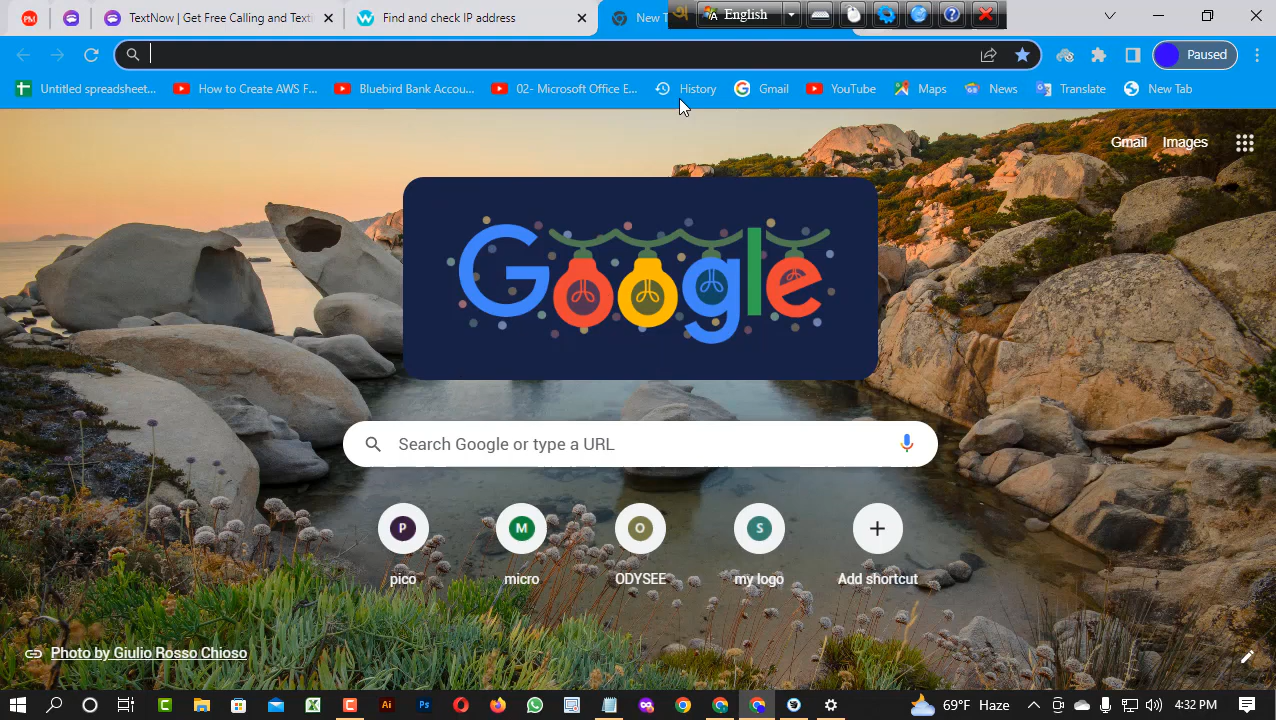 TextNow | Get Free Calling and Texti
Find and check IP address
New T
অ
English
Paused
Untitled spreadsheet...
How to Create AWS F...
Bluebird Bank Accou...
02- Microsoft Office E...
History
Gmail
YouTube
Maps
News
Translate
New Tab
Gmail
Images
Google
Search Google or type a URL
P
M
O
S
pico
micro
ODYSEE
my logo
Add shortcut
Photo by Giulio Rosso Chioso
69°F Haze
4:32 PM